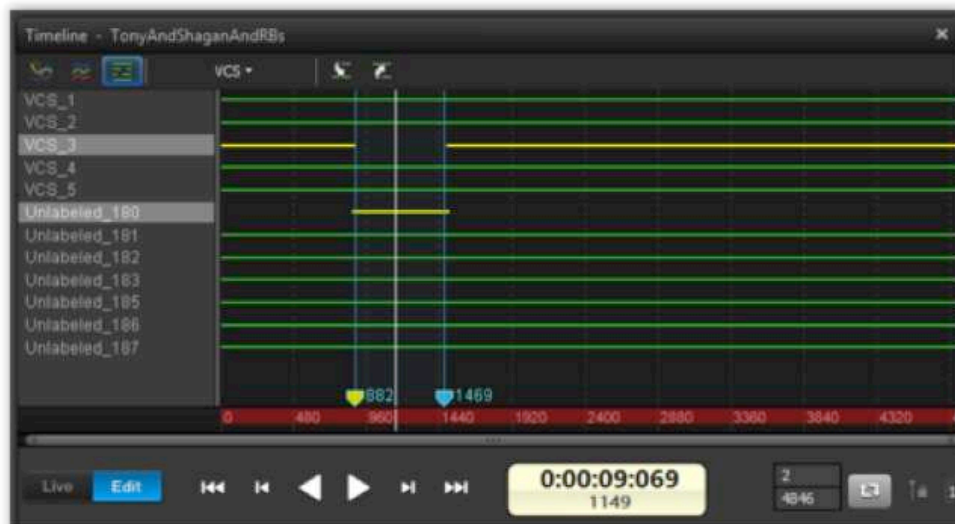 Timeline - TonyAndShaganAndRBs
VCS
VCS_1
VCS_2
VCS_3
VCS_4
VCS_5
Unlabeled_180
Unlabeled_181
Unlabeled_182
Unlabeled_183
Unlabeled_185
Unlabeled_186
Unlabeled_187
882 1469
0 480 960 1440 1920 2400 2880 3360 3840 4320
Live Edit 0:00:09:069 2
1149 4846